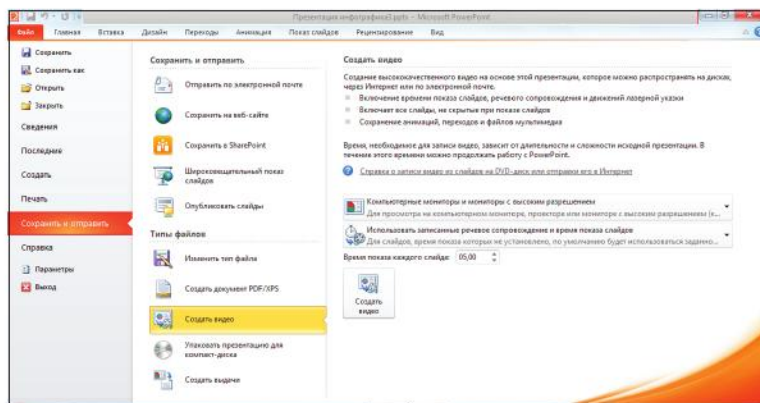 Презентация инфографика3.pptx - Microsoft PowerPoint
Файл Главная Вставка Дизайн Переходы Анимация Показ слайдов Рецензирование Вид
Сохранить
Сохранить как
Открыть
Закрыть
Сведения
Последние
Создать
Печать
Сохранить и отправить
Справка
Параметры
Выход
Сохранить и отправить
Отправить по электронной почте
Сохранить на веб-сайте
Сохранить в SharePoint
Широковещательный показ
слайдов
Опубликовать слайды
Типы файлов
Изменить тип файла
Создать документ PDF/XPS
Создать видео
Упаковать презентацию для
компакт-диска
Создать выдачи
Создать видео
Создание высококачественного видео на основе этой презентации, которое можно распространять на дисках,
через Интернет или по электронной почте.
Включение времени показа слайдов, речевого сопровождения и движений лазерной указки
Включает все слайды, не скрытые при показе слайдов
Сохранение анимаций, переходов и файлов мультимедиа
Время, необходимое для записи видео, зависит от длительности и сложности исходной презентации. В
течение этого времени можно продолжать работу с PowerPoint.
Справка о записи видео из слайдов на DVD-диск или отправки его в Интернет
Компьютерные мониторы и мониторы с высоким разрешением
Для просмотра на компьютерном мониторе, проекторе или мониторе с высоким разрешением (к...
Использовать записанные речевое сопровождение и время показа слайдов
Для слайдов, время показа которых не установлено, по умолчанию будет использоваться заданно...
Время показа каждого слайда: 05,00
Создать
видео